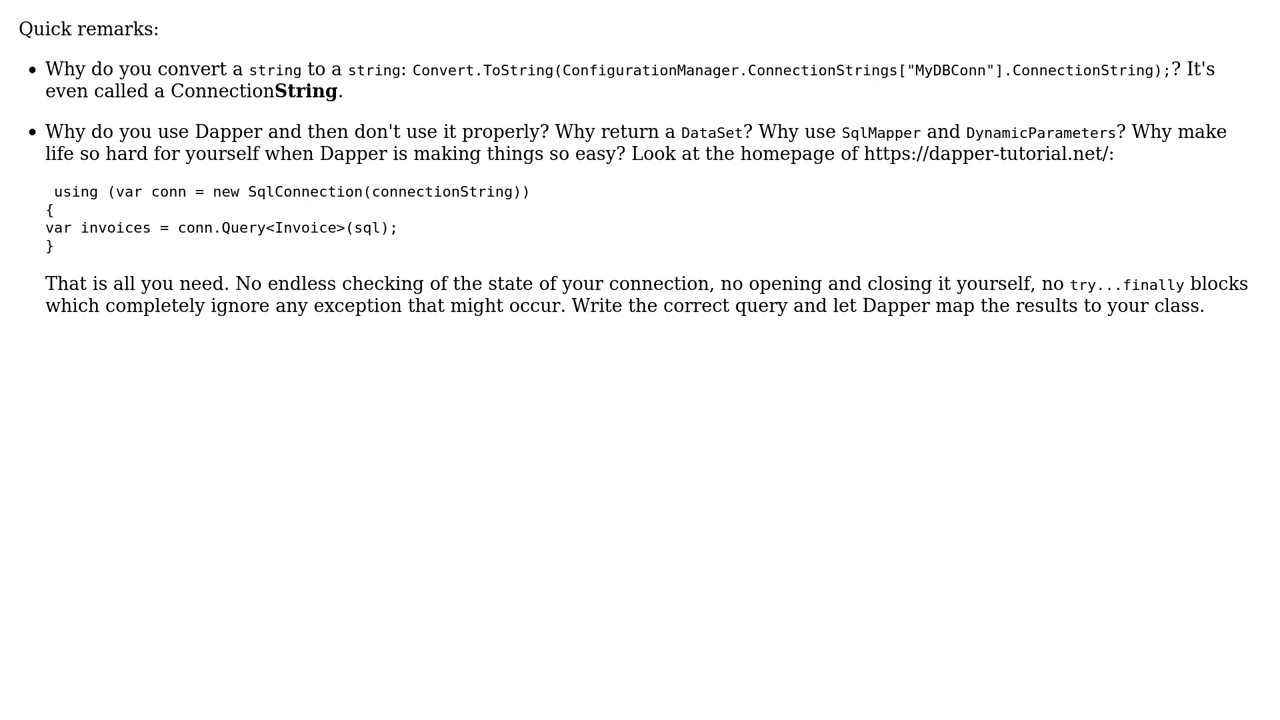 Quick remarks:
• Why do you convert a string to a string: Convert.ToString(ConfigurationManager.ConnectionStrings["MyDBConn"].ConnectionString);? It's
even called a ConnectionString.
• Why do you use Dapper and then don't use it properly? Why return a DataSet? Why use SqlMapper and DynamicParameters? Why make
life so hard for yourself when Dapper is making things so easy? Look at the homepage of https://dapper-tutorial.net/:
 using (var conn = new SqlConnection(connectionString))
{
var invoices = conn.Query<Invoice>(sql);
}
That is all you need. No endless checking of the state of your connection, no opening and closing it yourself, no try...finally blocks
which completely ignore any exception that might occur. Write the correct query and let Dapper map the results to your class.